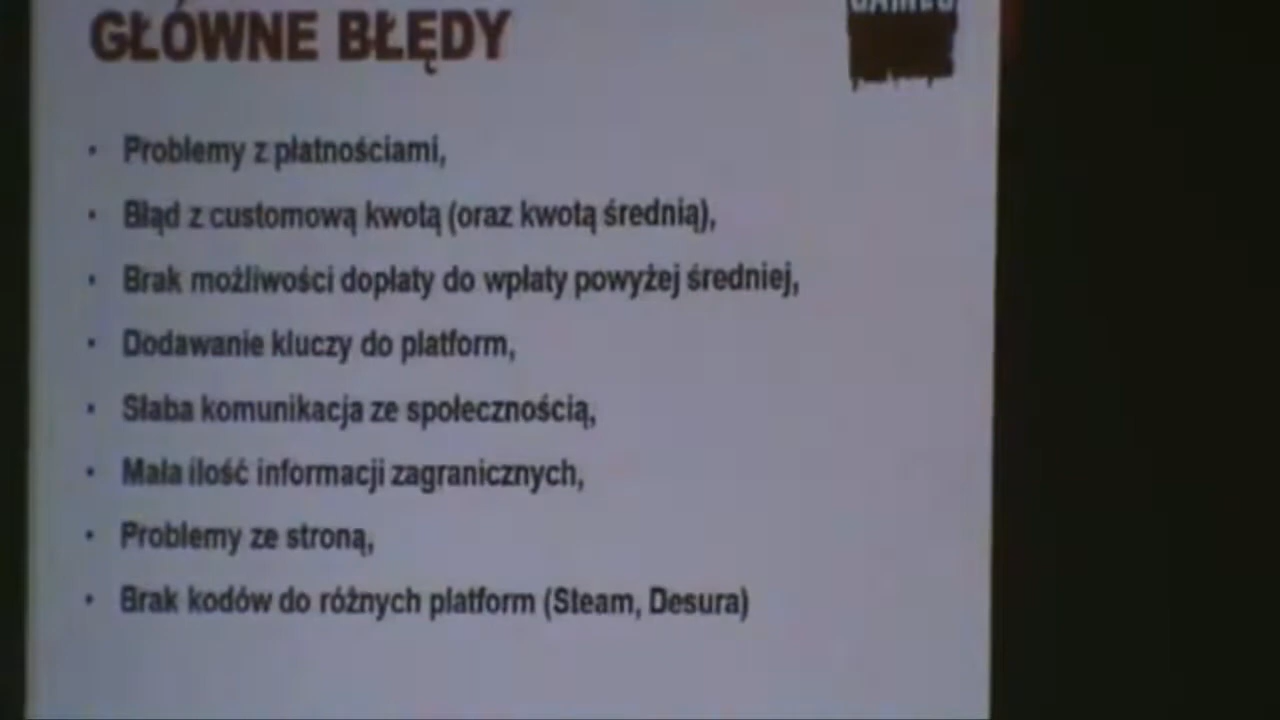 GŁÓWNE BŁĘDY
GAMES
• Problemy z płatnościami,
• Błąd z customową kwotą (oraz kwotą średnią),
• Brak możliwości dopłaty do wpłaty powyżej średniej,
• Dodawanie kluczy do platform,
• Słaba komunikacja ze społecznością,
• Mała ilość informacji zagranicznych,
• Problemy ze stroną,
• Brak kodów do różnych platform (Steam, Desura)